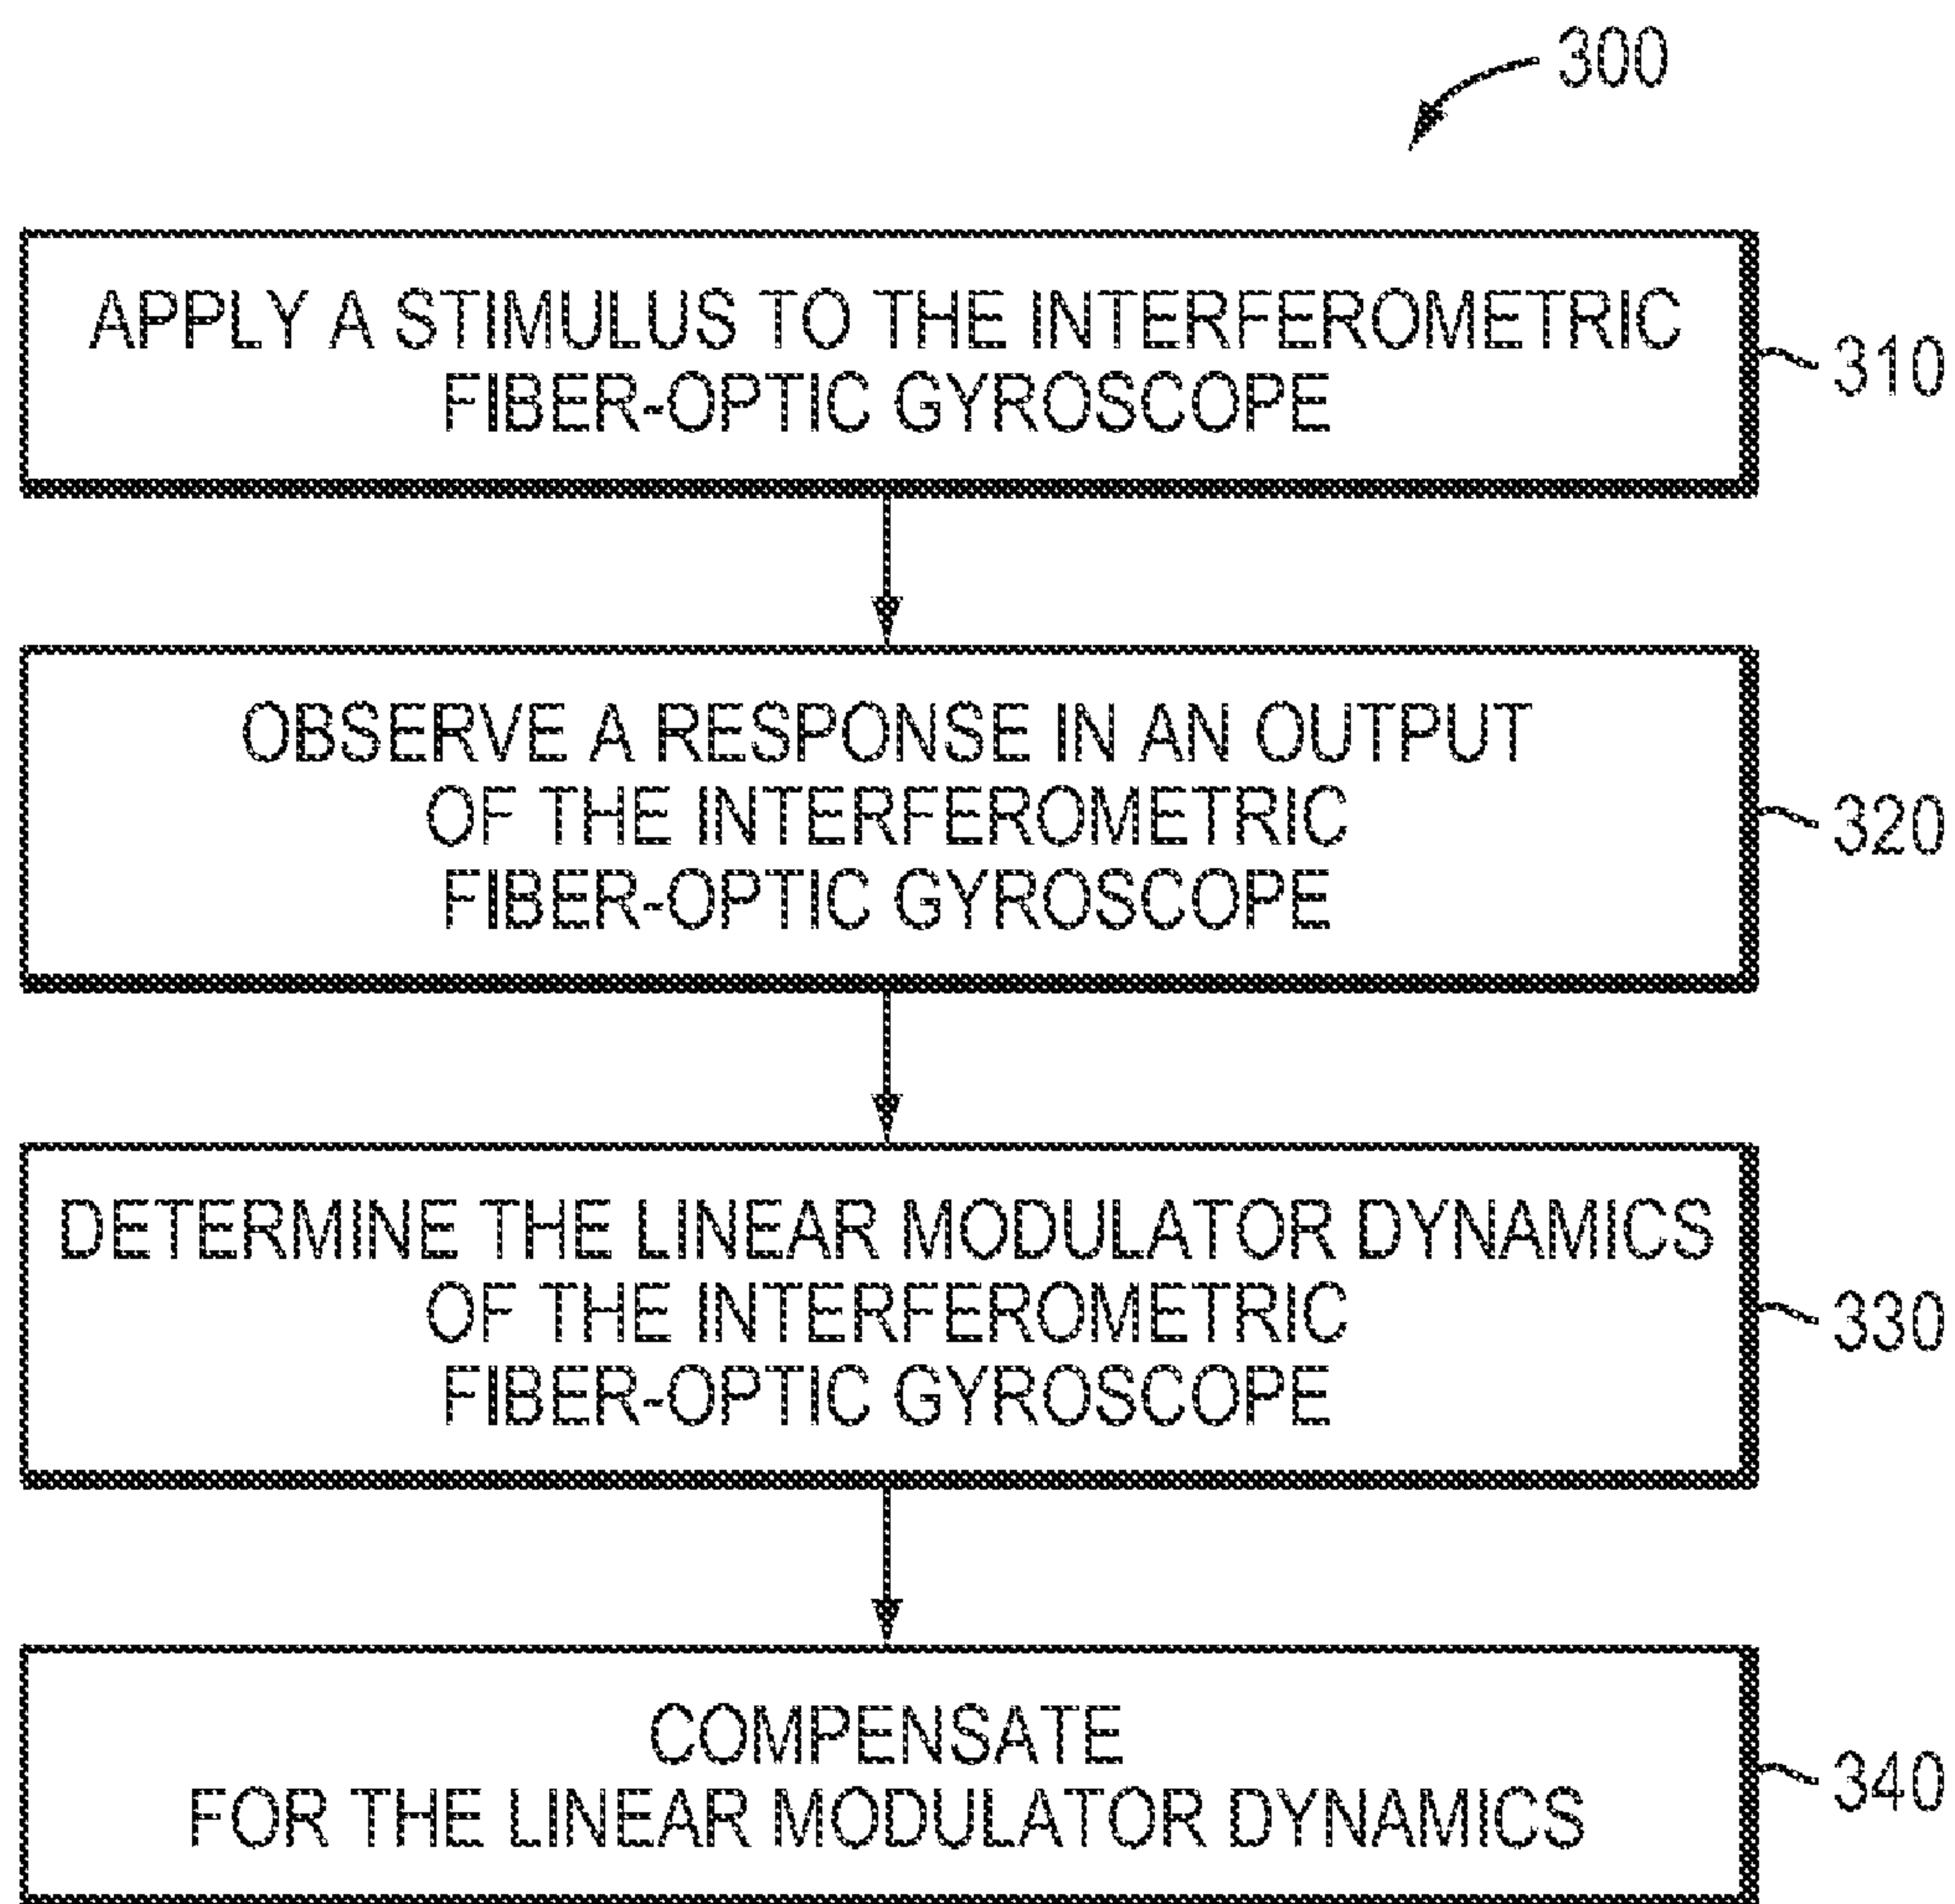 300
APPLY A STIMULUS TO THE INTERFEROMETRIC
FIBER-OPTIC GYROSCOPE
310
OBSERVE A RESPONSE IN AN OUTPUT
OF THE INTERFEROMETRIC
FIBER-OPTIC GYROSCOPE
320
DETERMINE THE LINEAR MODULATOR DYNAMICS
OF THE INTERFEROMETRIC
FIBER-OPTIC GYROSCOPE
330
COMPENSATE
FOR THE LINEAR MODULATOR DYNAMICS
340